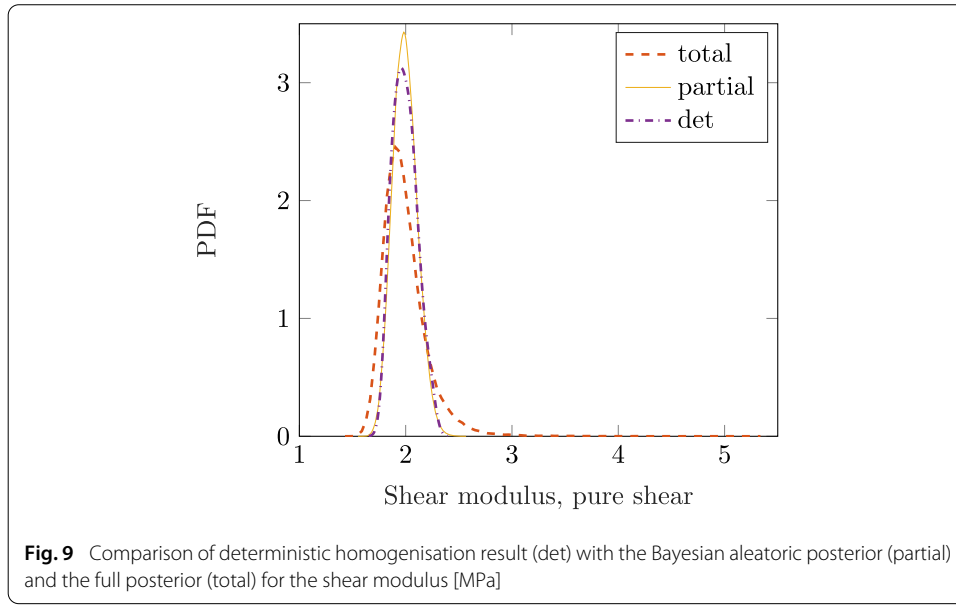 total
partial
det
3
2
1
0
PDF
1 2 3 4 5
Shear modulus, pure shear
Fig. 9 Comparison of deterministic homogenisation result (det) with the Bayesian aleatoric posterior (partial)
and the full posterior (total) for the shear modulus [MPa]